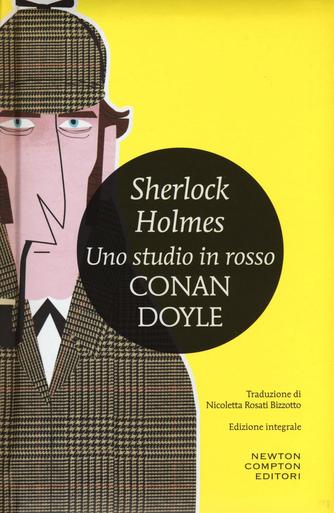 Sherlock
Holmes
Uno studio in rosso
CONAN
DOYLE
Traduzione di
Nicoletta Rosati Bizzotto
Edizione integrale
NEWTON
COMPTON
EDITORI